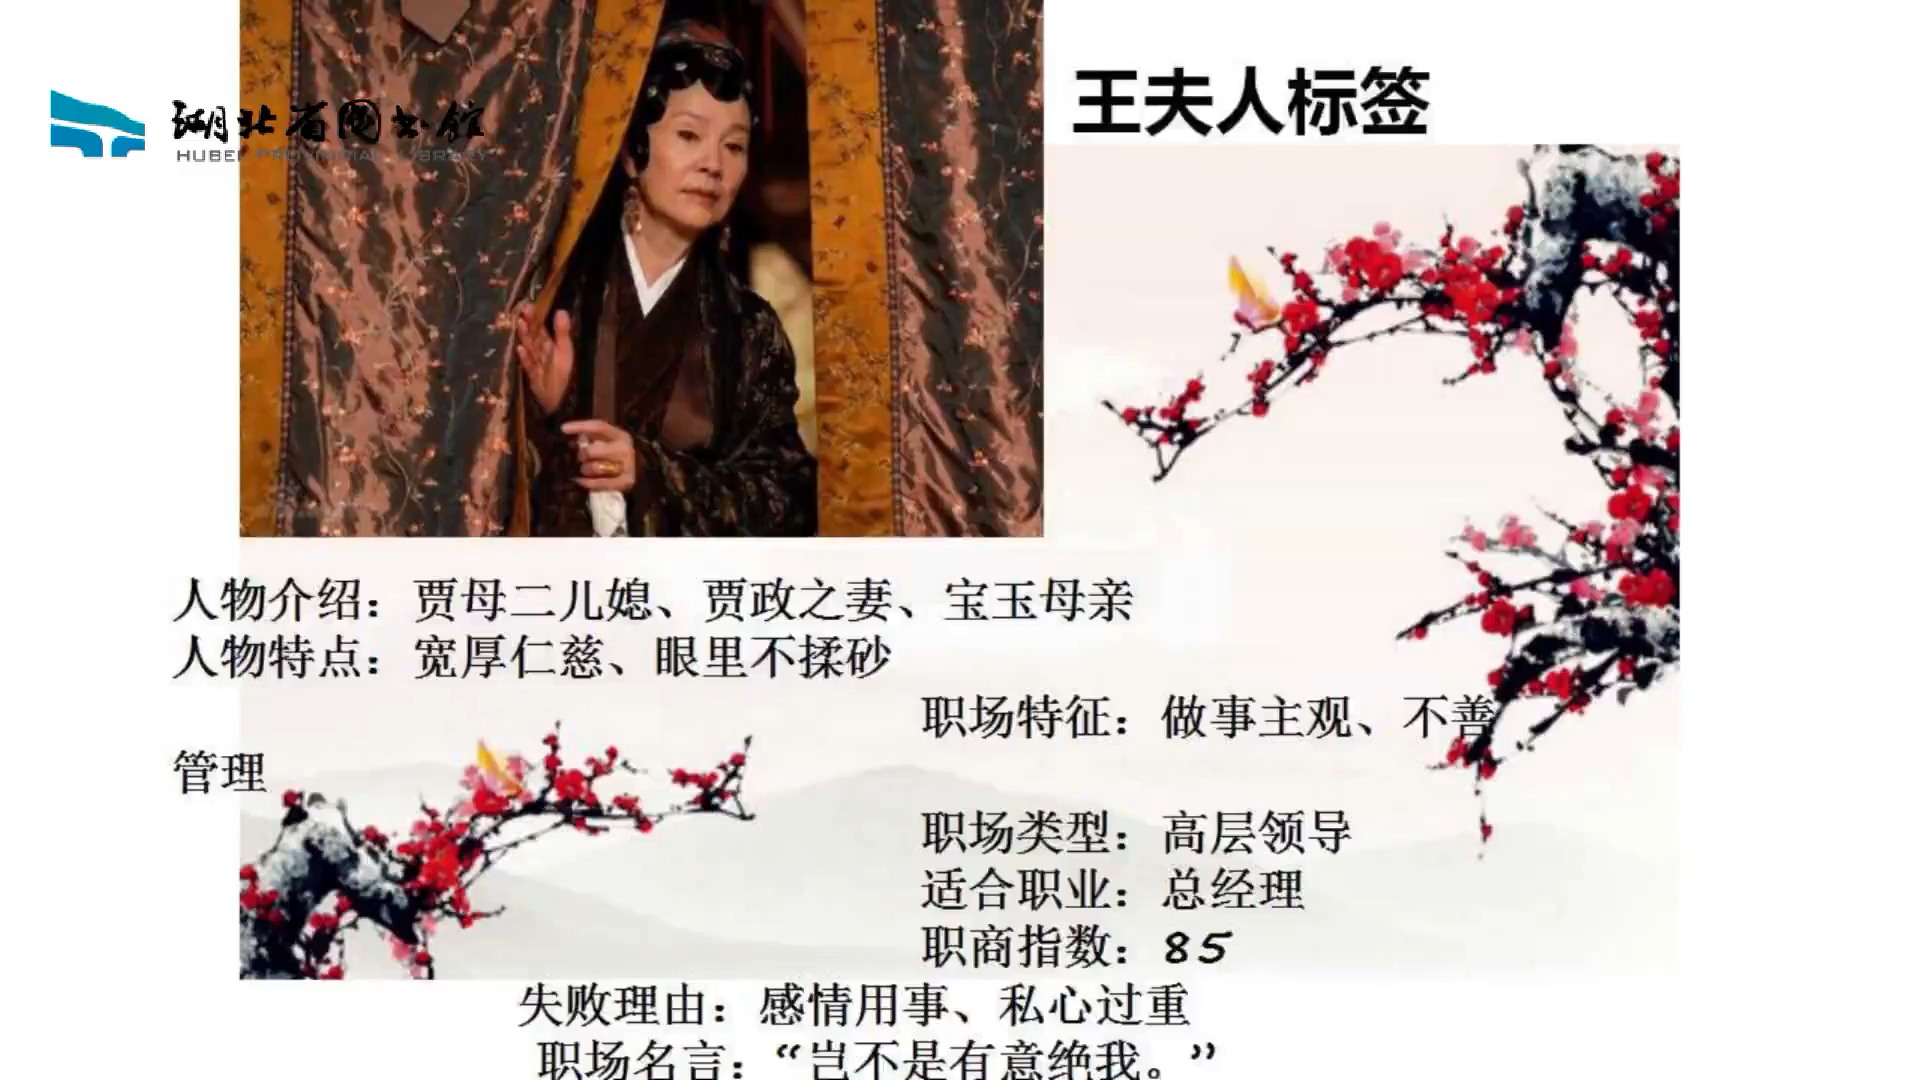 湖北省图书馆
HUBEI PROVINCIAL LIBRARY
王夫人标签
人物介绍：贾母二儿媳、贾政之妻、宝玉母亲
人物特点：宽厚仁慈、眼里不揉砂
职场特征：做事主观、不善
管理
职场类型：高层领导
适合职业：总经理
职商指数：85
失败理由：感情用事、私心过重
职场名言：“岂不是有意绝我。”